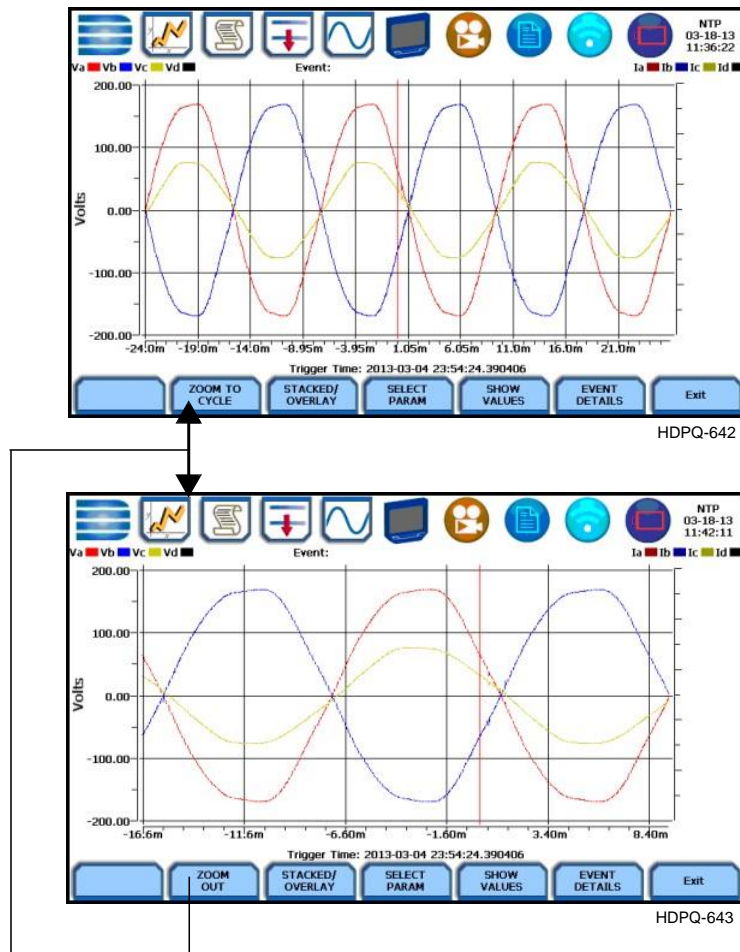 NTP
03-18-13
11:36:22
Va Vb Vc Vd Event: Ia Ib Ic Id
200.00
100.00
0.00
-100.00
-200.00
Volts
-24.0m -19.0m -14.0m -8.95m -3.95m 1.05m 6.05m 11.0m 16.0m 21.0m
Trigger Time: 2013-03-04 23:54:24.390406
ZOOM TO CYCLE STACKED/ OVERLAY SELECT PARAM SHOW VALUES EVENT DETAILS Exit
HDPQ-642
NTP
03-18-13
11:42:11
Va Vb Vc Vd Event: Ia Ib Ic Id
200.00
100.00
0.00
-100.00
-200.00
Volts
-16.6m -11.6m -6.60m -1.60m 3.40m 8.40m
Trigger Time: 2013-03-04 23:54:24.390406
ZOOM OUT STACKED/ OVERLAY SELECT PARAM SHOW VALUES EVENT DETAILS Exit
HDPQ-643